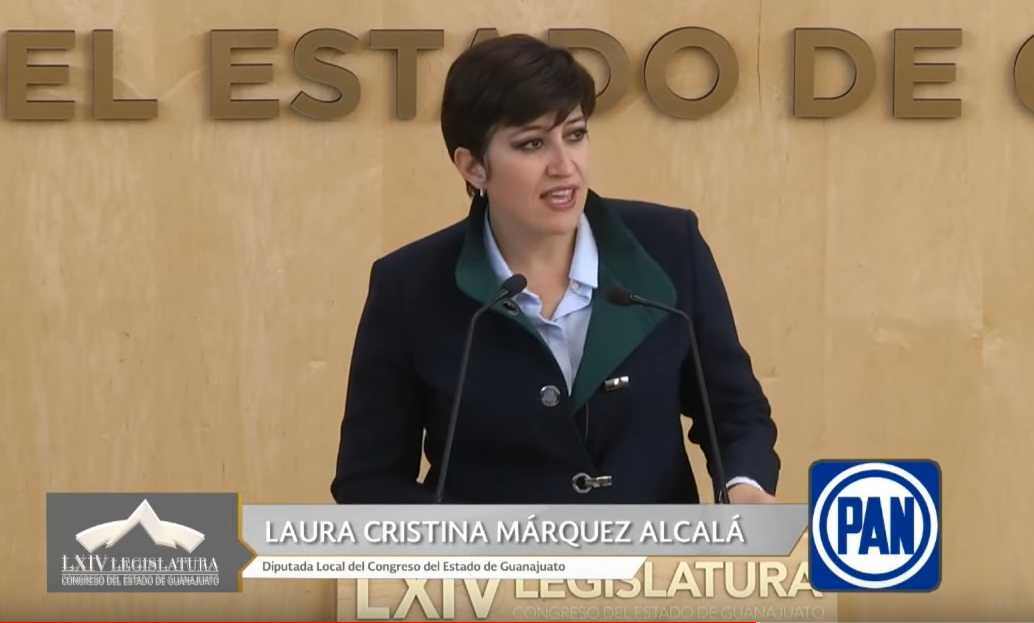 EL ESTADO DE
LAURA CRISTINA MÁRQUEZ ALCALÁ
Diputada Local del Congreso del Estado de Guanajuato
PAN
LXIV LEGISLATURA
CONGRESO DEL ESTADO DE GUANAJUATO
LXIV LEGISLATURA
CONGRESO DEL ESTADO DE GUANAJUATO